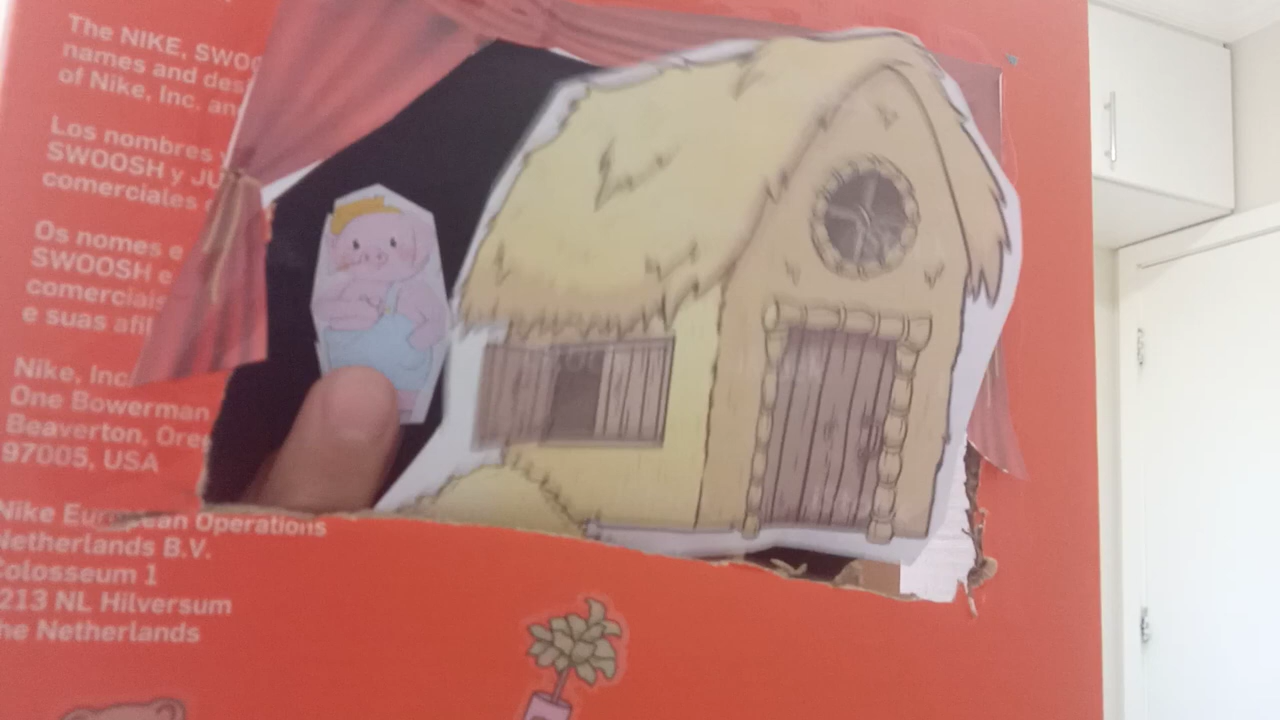 The NIKE, SWOO
names and des
of Nike, Inc. an
Los nombres y
SWOOSH y JU
comerciales
Os nomes e
SWOOSH e
comerciais
e suas afil
Nike, Inc.
One Bowerman
Beaverton, Ore
97005, USA
Nike European Operations
Netherlands B.V.
Colosseum 1
213 NL Hilversum
he Netherlands